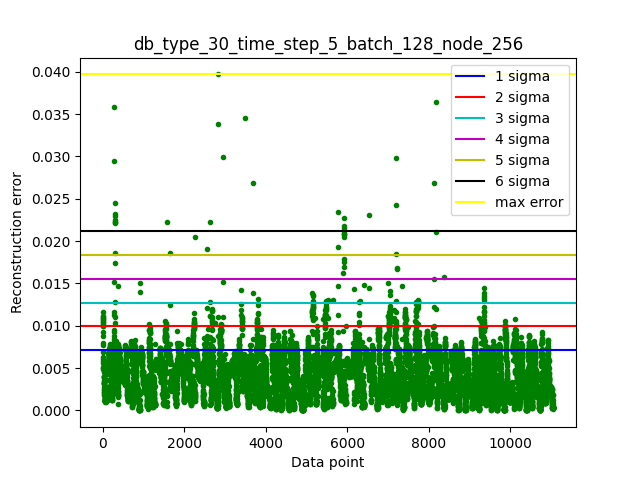 db_type_30_time_step_5_batch_128_node_256
0.040
0.035
0.030
0.025
0.020
0.015
0.010
0.005
0.000
Reconstruction error
1 sigma
2 sigma
3 sigma
4 sigma
5 sigma
6 sigma
max error
0 2000 4000 6000 8000 10000
Data point